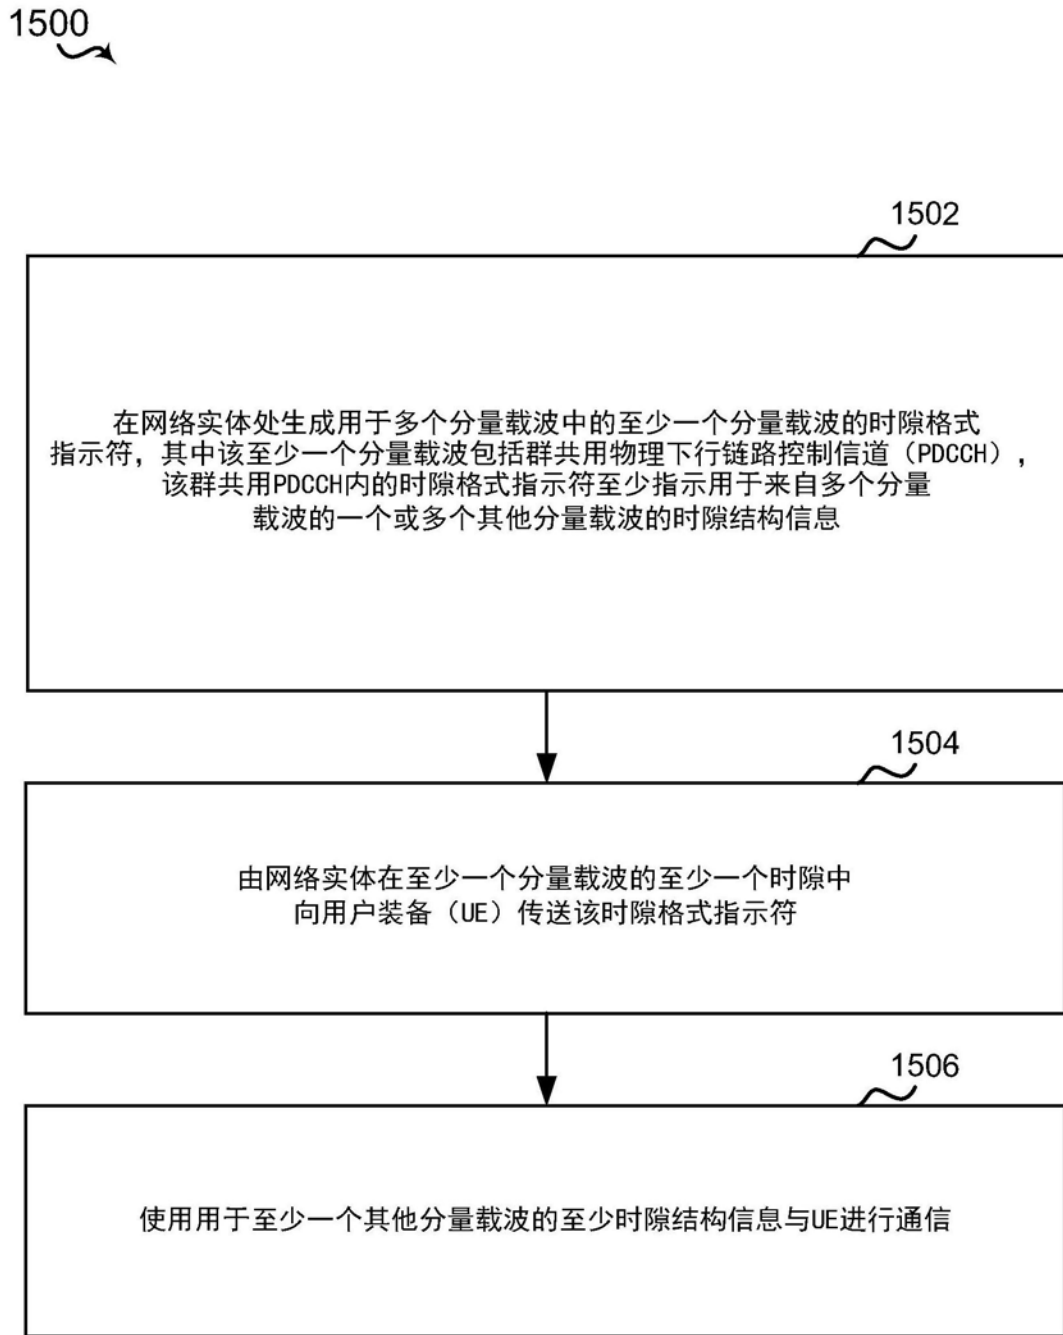 1500
1502
在网络实体处生成用于多个分量载波中的至少一个分量载波的时隙格式
指示符，其中该至少一个分量载波包括群共用物理下行链路控制信道（PDCCH），
该群共用PDCCH内的时隙格式指示符至少指示用于来自多个分量
载波的一个或多个其他分量载波的时隙结构信息
1504
由网络实体在至少一个分量载波的至少一个时隙中
向用户装备（UE）传送该时隙格式指示符
1506
使用用于至少一个其他分量载波的至少时隙结构信息与UE进行通信